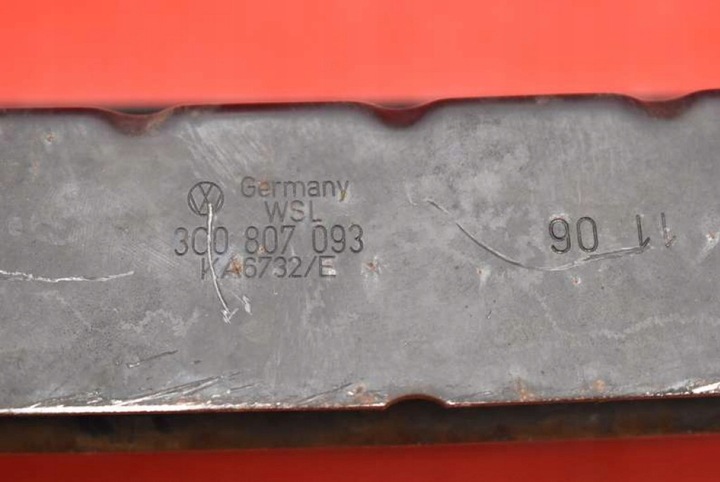 Germany
WSL
3C0 807 093
KA6732/E
11 06